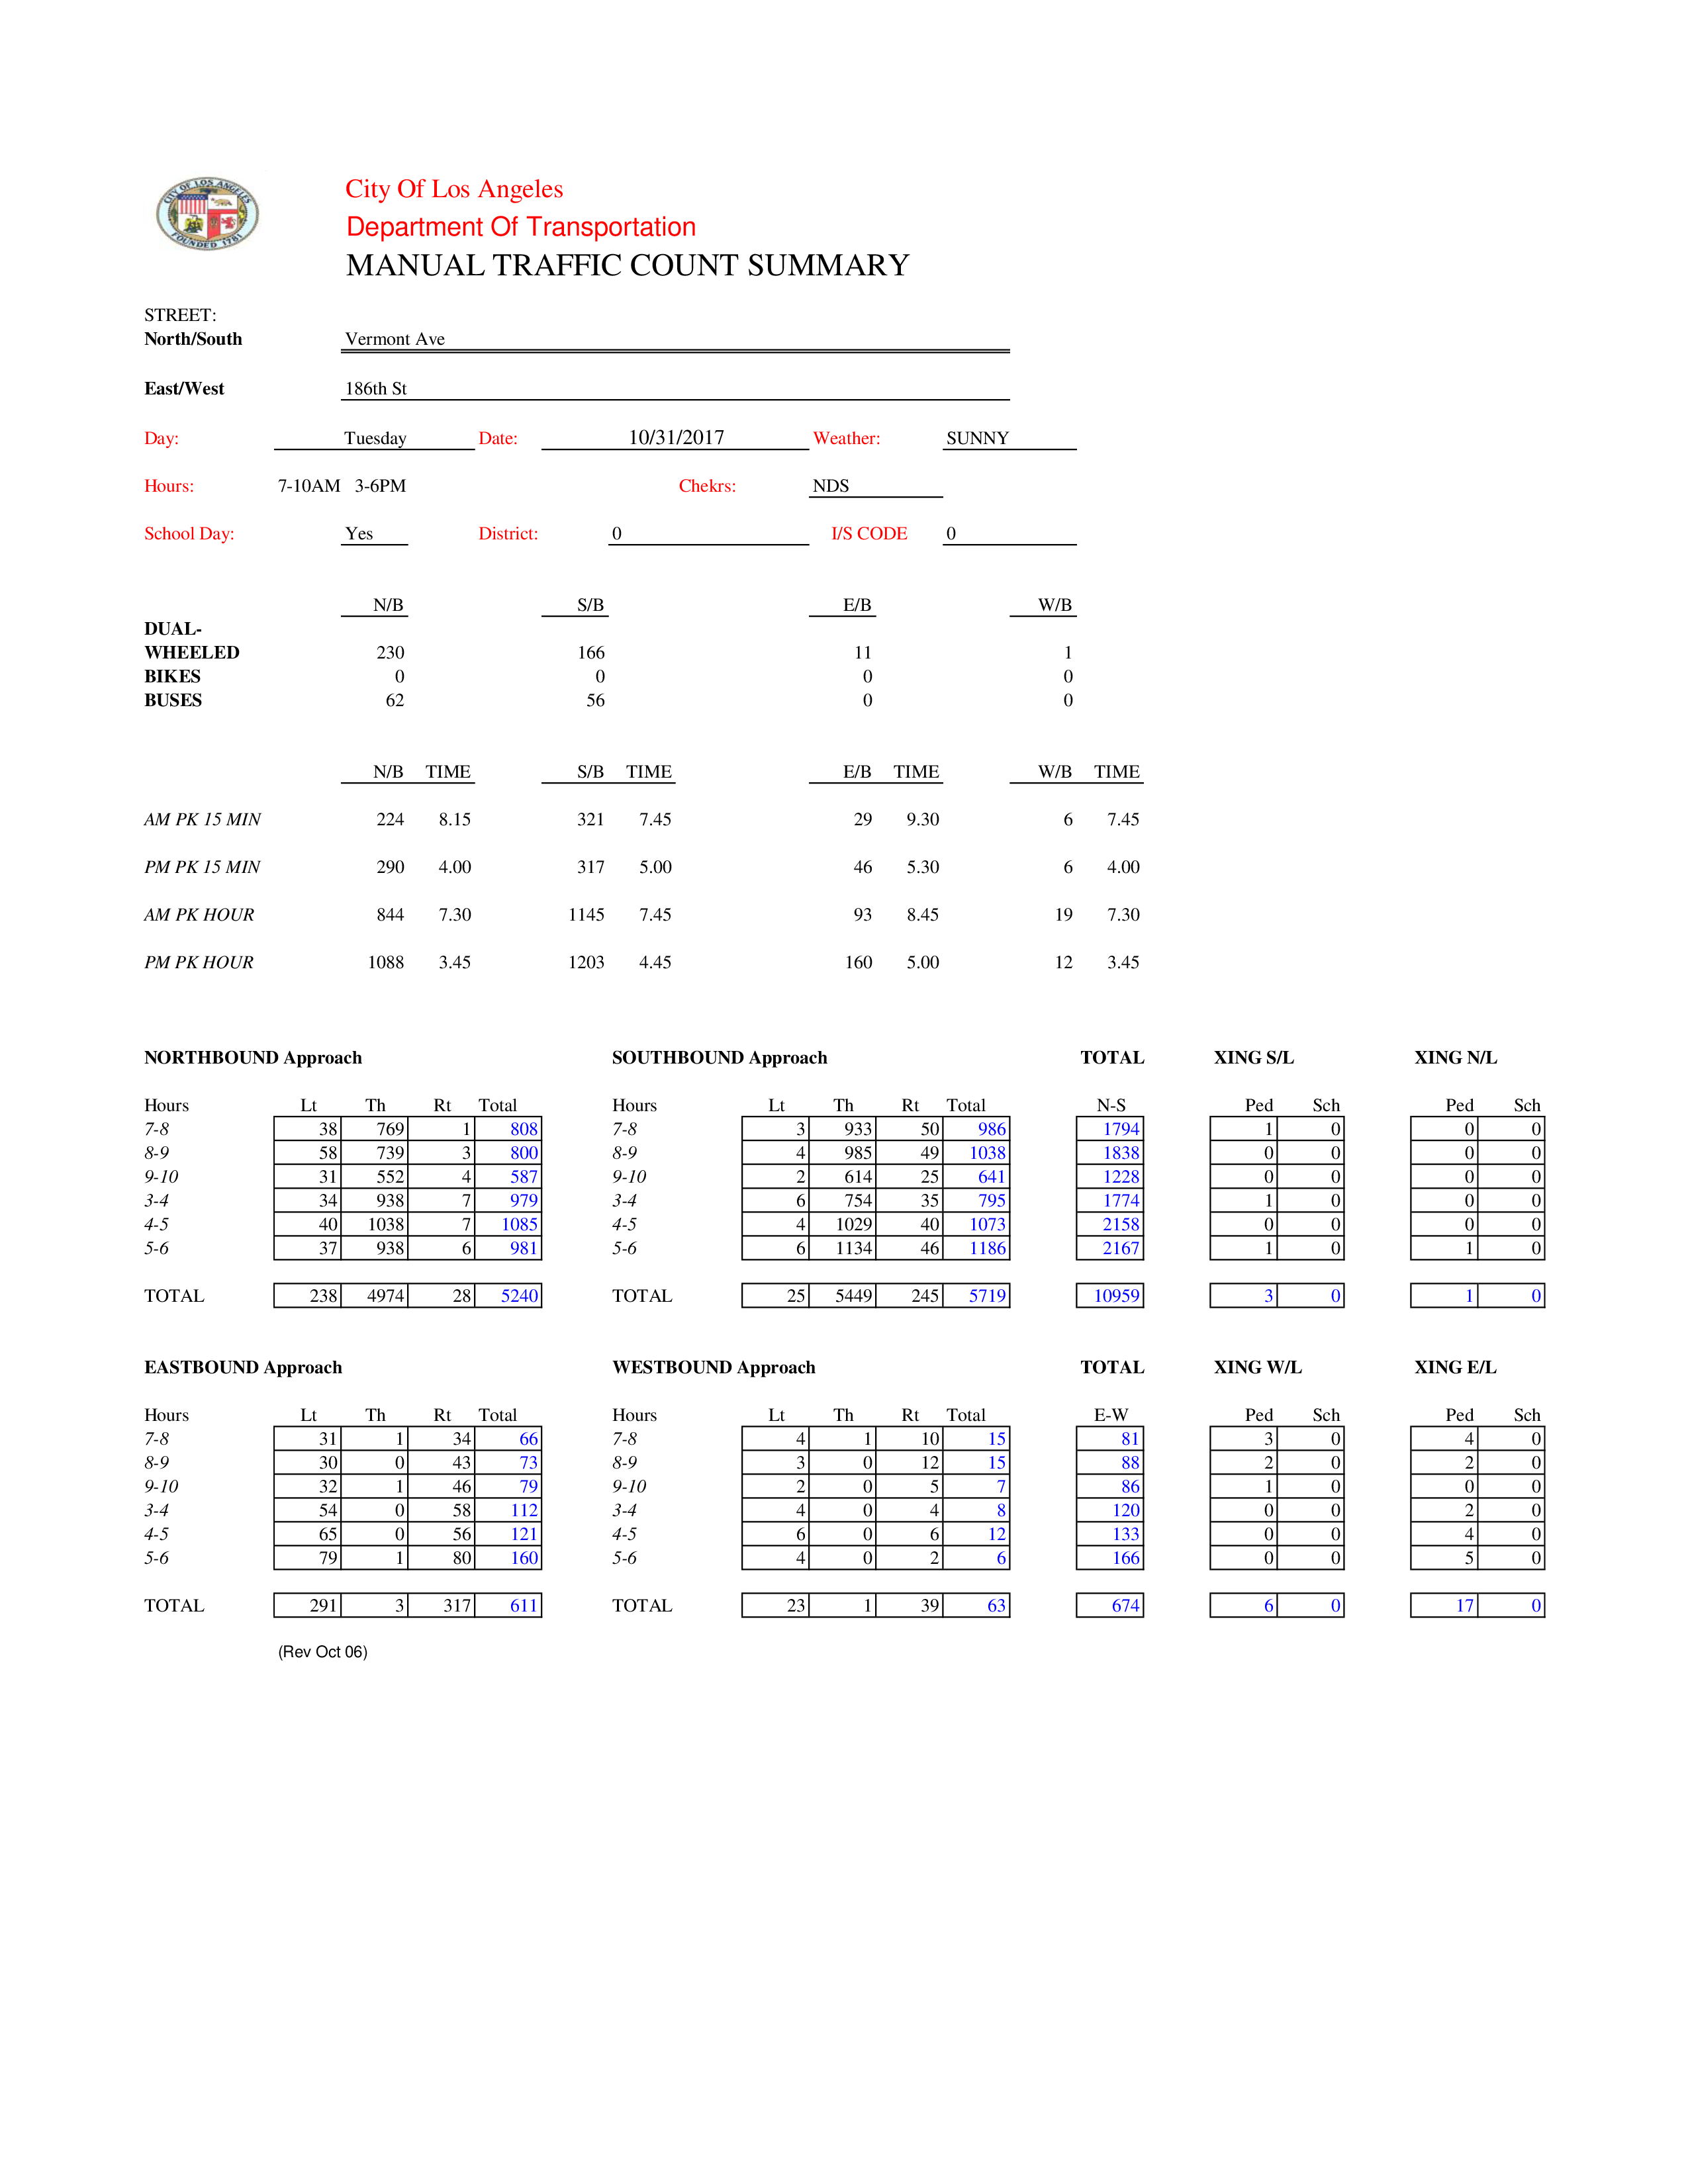 CITY OF LOS ANGELES
FOUNDED 1781
City Of Los Angeles
Department Of Transportation
MANUAL TRAFFIC COUNT SUMMARY
STREET:
North/South Vermont Ave
East/West 186th St
Day: Tuesday Date: 10/31/2017 Weather: SUNNY
Hours: 7-10AM 3-6PM Chekrs: NDS
School Day: Yes District: 0 I/S CODE 0
N/B S/B E/B W/B
DUAL-
WHEELED 230 166 11 1
BIKES 0 0 0 0
BUSES 62 56 0 0
N/B TIME S/B TIME E/B TIME W/B TIME
AM PK 15 MIN 224 8.15 321 7.45 29 9.30 6 7.45
PM PK 15 MIN 290 4.00 317 5.00 46 5.30 6 4.00
AM PK HOUR 844 7.30 1145 7.45 93 8.45 19 7.30
PM PK HOUR 1088 3.45 1203 4.45 160 5.00 12 3.45
NORTHBOUND Approach SOUTHBOUND Approach TOTAL XING S/L XING N/L
Hours Lt Th Rt Total Hours Lt Th Rt Total N-S Ped Sch Ped Sch
7-8 38 769 1 808 7-8 3 933 50 986 1794 1 0 0 0
8-9 58 739 3 800 8-9 4 985 49 1038 1838 0 0 0 0
9-10 31 552 4 587 9-10 2 614 25 641 1228 0 0 0 0
3-4 34 938 7 979 3-4 6 754 35 795 1774 1 0 0 0
4-5 40 1038 7 1085 4-5 4 1029 40 1073 2158 0 0 0 0
5-6 37 938 6 981 5-6 6 1134 46 1186 2167 1 0 1 0
TOTAL 238 4974 28 5240 TOTAL 25 5449 245 5719 10959 3 0 1 0
EASTBOUND Approach WESTBOUND Approach TOTAL XING W/L XING E/L
Hours Lt Th Rt Total Hours Lt Th Rt Total E-W Ped Sch Ped Sch
7-8 31 1 34 66 7-8 4 1 10 15 81 3 0 4 0
8-9 30 0 43 73 8-9 3 0 12 15 88 2 0 2 0
9-10 32 1 46 79 9-10 2 0 5 7 86 1 0 0 0
3-4 54 0 58 112 3-4 4 0 4 8 120 0 0 2 0
4-5 65 0 56 121 4-5 6 0 6 12 133 0 0 4 0
5-6 79 1 80 160 5-6 4 0 2 6 166 0 0 5 0
TOTAL 291 3 317 611 TOTAL 23 1 39 63 674 6 0 17 0
(Rev Oct 06)